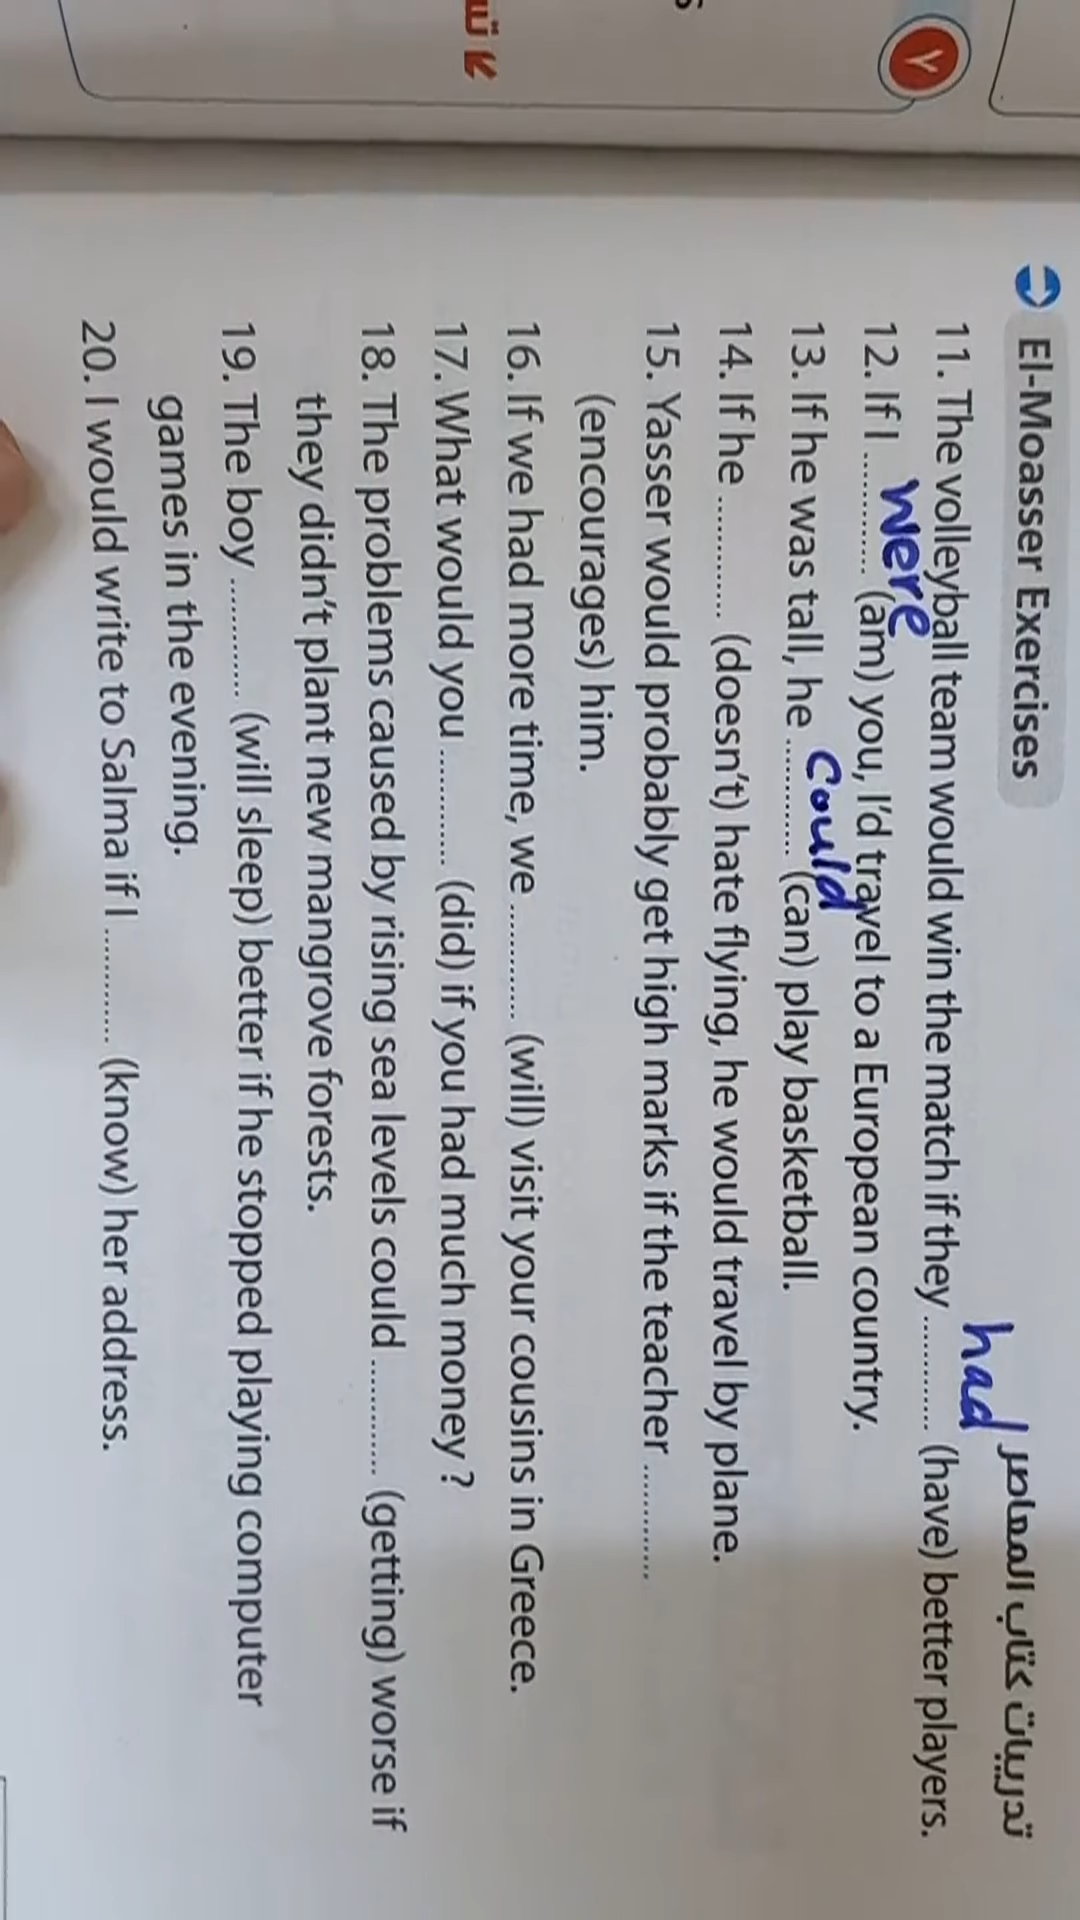 El-Moasser Exercises تدريبات كتاب المعاصر
had
11. The volleyball team would win the match if they ............ (have) better players.
were
12. If I ............ (am) you, I'd travel to a European country.
could
13. If he was tall, he ............ (can) play basketball.
14. If he ............ (doesn't) hate flying, he would travel by plane.
15. Yasser would probably get high marks if the teacher ............
(encourages) him.
16. If we had more time, we ............ (will) visit your cousins in Greece.
17. What would you ............ (did) if you had much money?
18. The problems caused by rising sea levels could ............ (getting) worse if
they didn't plant new mangrove forests.
19. The boy ............ (will sleep) better if he stopped playing computer
games in the evening.
20. I would write to Salma if I ............ (know) her address.